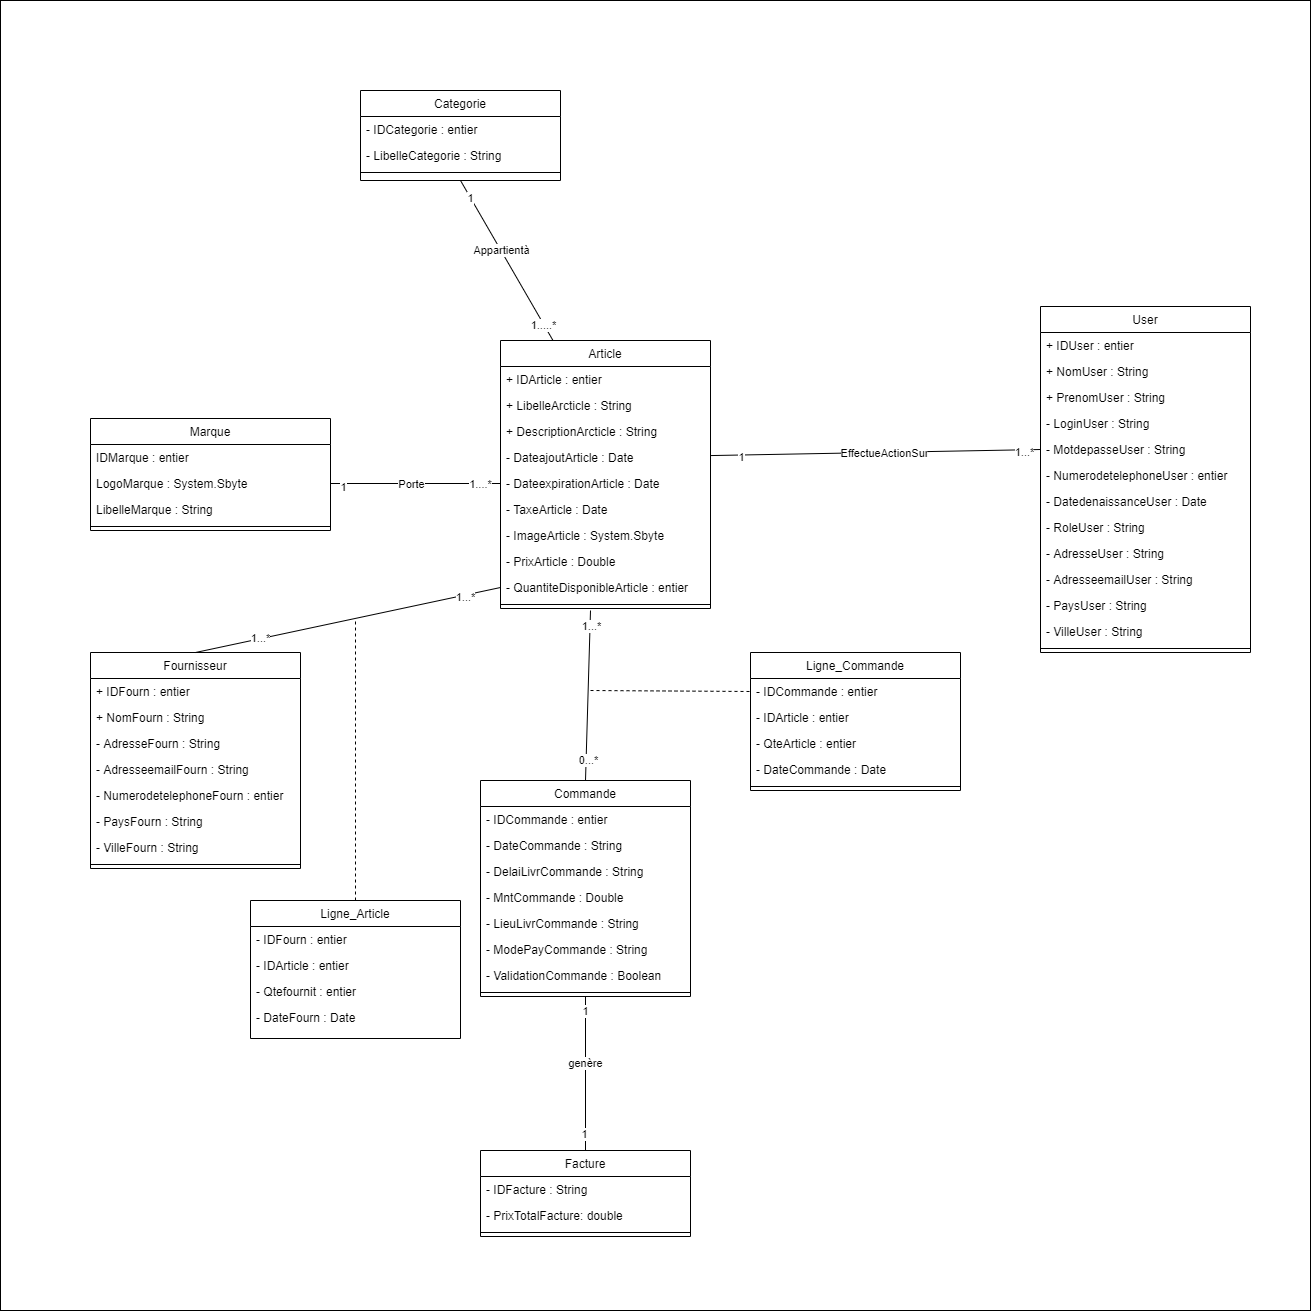 Categorie
- IDCategorie : entier
- LibelleCategorie : String
1
Appartientà
1.....*
Article
+ IDArticle : entier
+ LibelleArcticle : String
+ DescriptionArcticle : String
- DateajoutArticle : Date
- DateexpirationArticle : Date
- TaxeArticle : Date
- ImageArticle : System.Sbyte
- PrixArticle : Double
- QuantiteDisponibleArticle : entier
User
+ IDUser : entier
+ NomUser : String
+ PrenomUser : String
- LoginUser : String
- MotdepasseUser : String
- NumerodetelephoneUser : entier
- DatedenaissanceUser : Date
- RoleUser : String
- AdresseUser : String
- AdresseemailUser : String
- PaysUser : String
- VilleUser : String
1
EffectueActionSur
1...*
Marque
IDMarque : entier
LogoMarque : System.Sbyte
LibelleMarque : String
1
Porte
1....*
1...*
1...*
Fournisseur
+ IDFourn : entier
+ NomFourn : String
- AdresseFourn : String
- AdresseemailFourn : String
- NumerodetelephoneFourn : entier
- PaysFourn : String
- VilleFourn : String
1...*
0...*
Ligne_Commande
- IDCommande : entier
- IDArticle : entier
- QteArticle : entier
- DateCommande : Date
Commande
- IDCommande : entier
- DateCommande : String
- DelaiLivrCommande : String
- MntCommande : Double
- LieuLivrCommande : String
- ModePayCommande : String
- ValidationCommande : Boolean
Ligne_Article
- IDFourn : entier
- IDArticle : entier
- Qtefournit : entier
- DateFourn : Date
1
genère
1
Facture
- IDFacture : String
- PrixTotalFacture: double